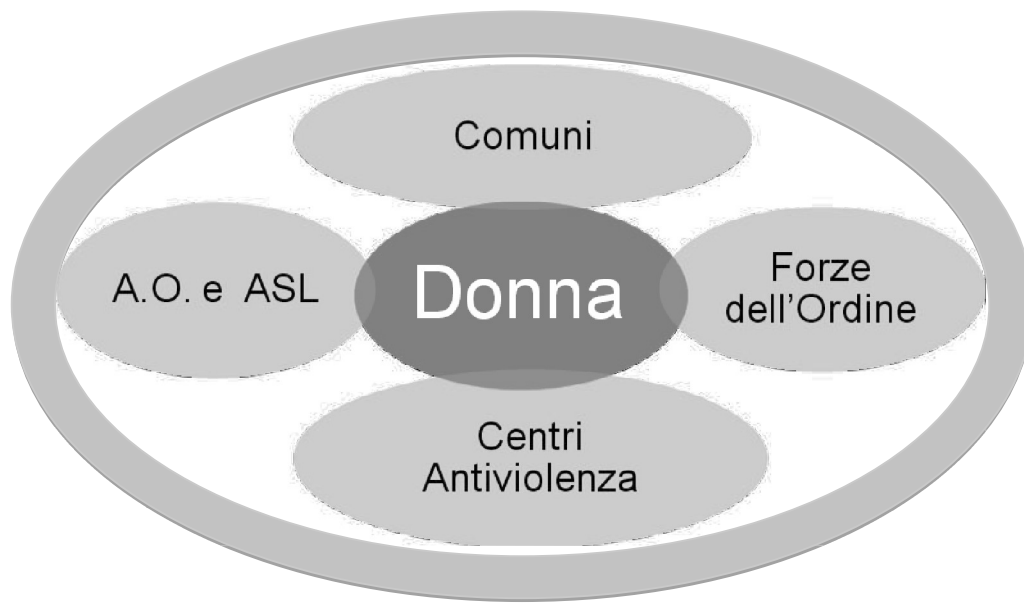 Comuni
A.O. e ASL
Donna
Forze
dell'Ordine
Centri
Antiviolenza